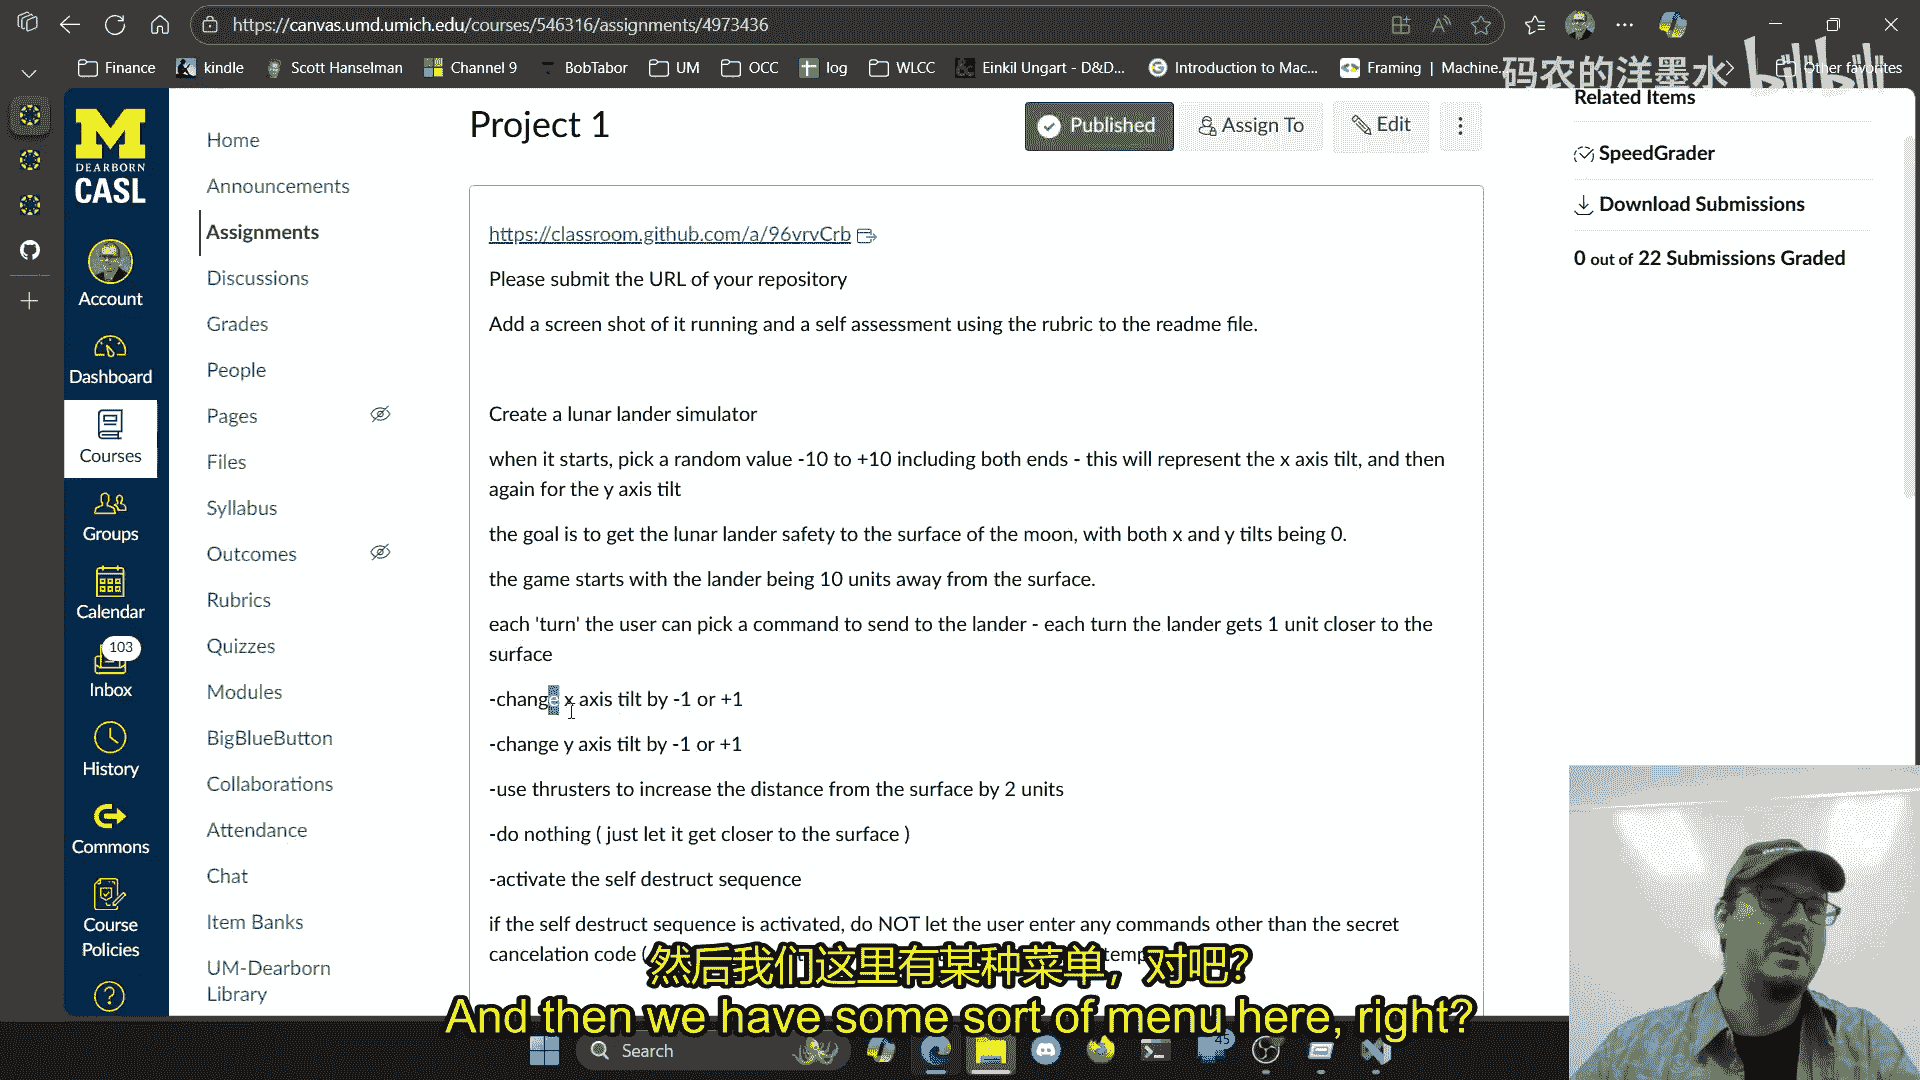 https://canvas.umd.umich.edu/courses/546316/assignments/4973436
Finance
kindle
Scott Hanselman
Channel 9
BobTabor
UM
OCC
log
WLCC
Einkil Ungart - D&D...
Introduction to Mac...
Framing | Machine...
Other favorites
码农的洋墨水 bilibili
M
DEARBORN
CASL
Account
Dashboard
Courses
Groups
Calendar
103
Inbox
History
Commons
Course
Policies
Home
Announcements
Assignments
Discussions
Grades
People
Pages
Files
Syllabus
Outcomes
Rubrics
Quizzes
Modules
BigBlueButton
Collaborations
Attendance
Chat
Item Banks
UM-Dearborn
Library
Project 1
Published
Assign To
Edit
https://classroom.github.com/a/96vrvCrb
Please submit the URL of your repository
Add a screen shot of it running and a self assessment using the rubric to the readme file.
Create a lunar lander simulator
when it starts, pick a random value -10 to +10 including both ends - this will represent the x axis tilt, and then
again for the y axis tilt
the goal is to get the lunar lander safety to the surface of the moon, with both x and y tilts being 0.
the game starts with the lander being 10 units away from the surface.
each 'turn' the user can pick a command to send to the lander - each turn the lander gets 1 unit closer to the
surface
-change x axis tilt by -1 or +1
-change y axis tilt by -1 or +1
-use thrusters to increase the distance from the surface by 2 units
-do nothing ( just let it get closer to the surface )
-activate the self destruct sequence
if the self destruct sequence is activated, do NOT let the user enter any commands other than the secret
cancelation code (
Related Items
SpeedGrader
Download Submissions
0 out of 22 Submissions Graded
然后我们这里有某种菜单，对吧？
And then we have some sort of menu here, right?
Search
45